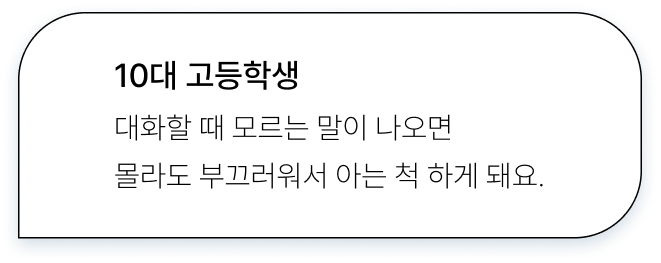 10대 고등학생
대화할 때 모르는 말이 나오면
몰라도 부끄러워서 아는 척 하게 돼요.